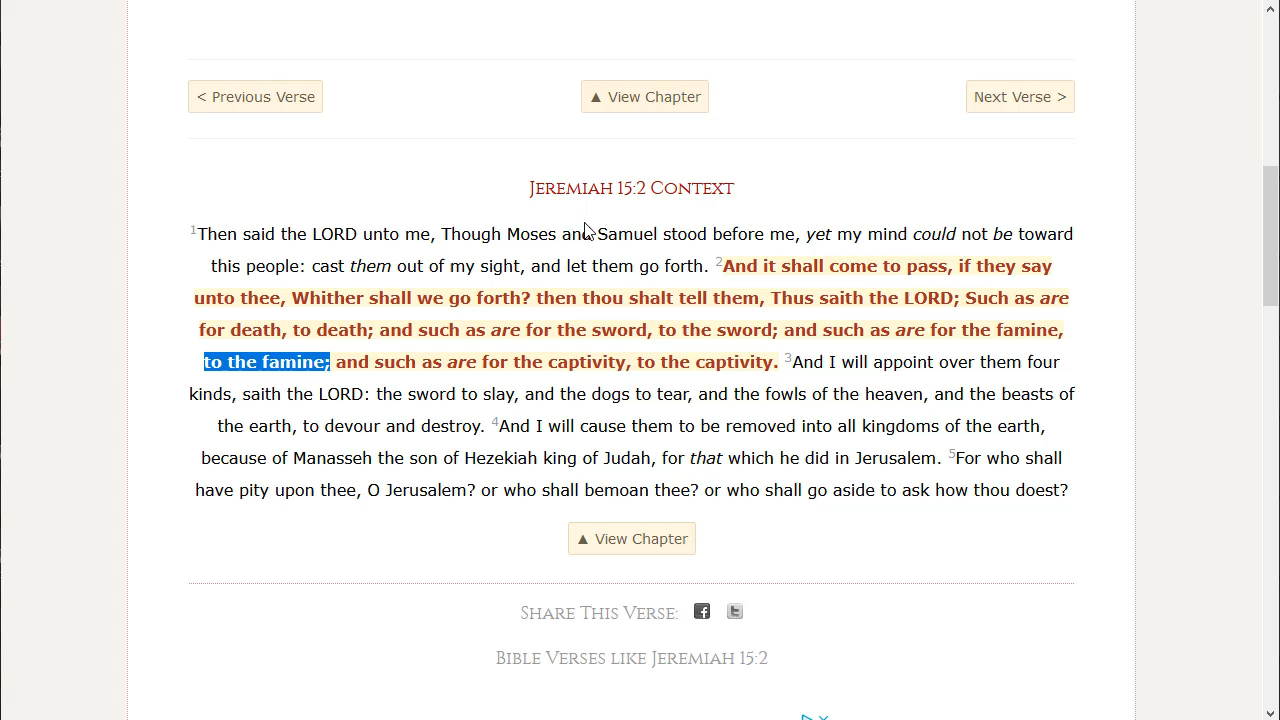 < Previous Verse
▲ View Chapter
Next Verse >
Jeremiah 15:2 Context
1Then said the LORD unto me, Though Moses and Samuel stood before me, yet my mind could not be toward
this people: cast them out of my sight, and let them go forth. 2And it shall come to pass, if they say
unto thee, Whither shall we go forth? then thou shalt tell them, Thus saith the LORD; Such as are
for death, to death; and such as are for the sword, to the sword; and such as are for the famine,
to the famine; and such as are for the captivity, to the captivity. 3And I will appoint over them four
kinds, saith the LORD: the sword to slay, and the dogs to tear, and the fowls of the heaven, and the beasts of
the earth, to devour and destroy. 4And I will cause them to be removed into all kingdoms of the earth,
because of Manasseh the son of Hezekiah king of Judah, for that which he did in Jerusalem. 5For who shall
have pity upon thee, O Jerusalem? or who shall bemoan thee? or who shall go aside to ask how thou doest?
▲ View Chapter
Share This Verse:
Bible Verses like Jeremiah 15:2